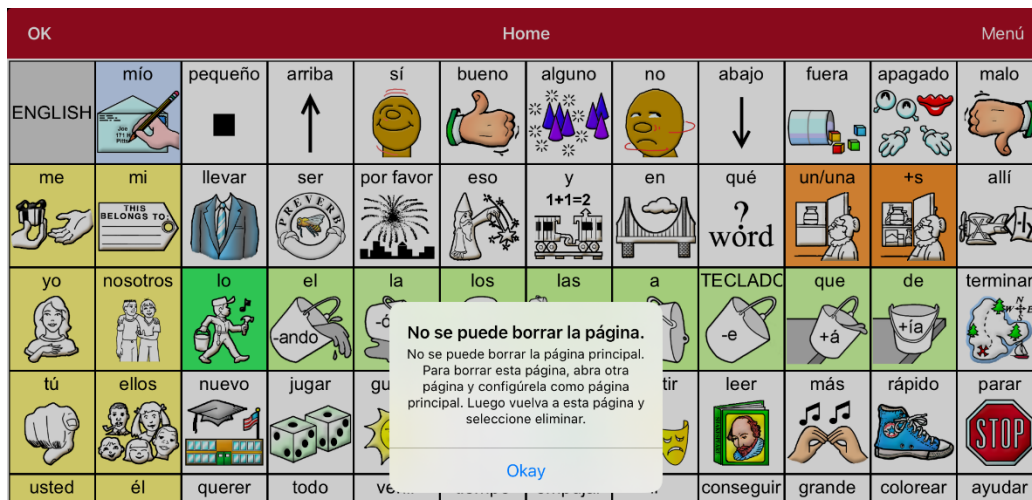 OK Home Menú
ENGLISH mío pequeño arriba sí bueno alguno no abajo fuera apagado malo
me mi llevar ser por favor eso y en qué un/una +s allí
THIS BELONGS TO:
PREVERB
1+1=2
? word
yo nosotros lo el la los las a TECLADO que de terminar
-ando -e +á +ía
tú ellos nuevo jugar leer más rápido parar
STOP
No se puede borrar la página.
No se puede borrar la página principal.
Para borrar esta página, abra otra
página y configúrela como página
principal. Luego vuelva a esta página y
seleccione eliminar.
Okay
usted él querer todo conseguir grande colorear ayudar